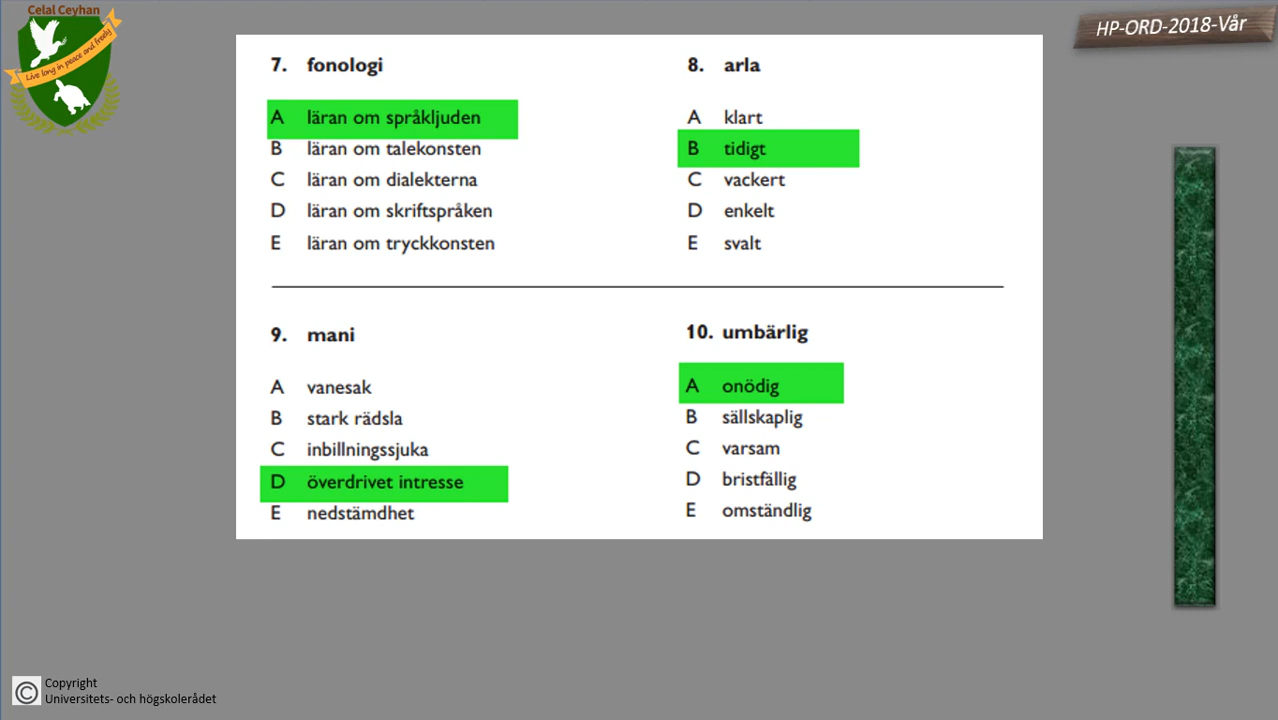 Celal Ceyhan
Live long in peace and freely
HP-ORD-2018-Vår
7. fonologi
A läran om språkljuden
B läran om talekonsten
C läran om dialekterna
D läran om skriftspråken
E läran om tryckkonsten
8. arla
A klart
B tidigt
C vackert
D enkelt
E svalt
9. mani
A vanesak
B stark rädsla
C inbillningssjuka
D överdrivet intresse
E nedstämdhet
10. umbärlig
A onödig
B sällskaplig
C varsam
D bristfällig
E omständlig
© Copyright
Universitets- och högskolerådet